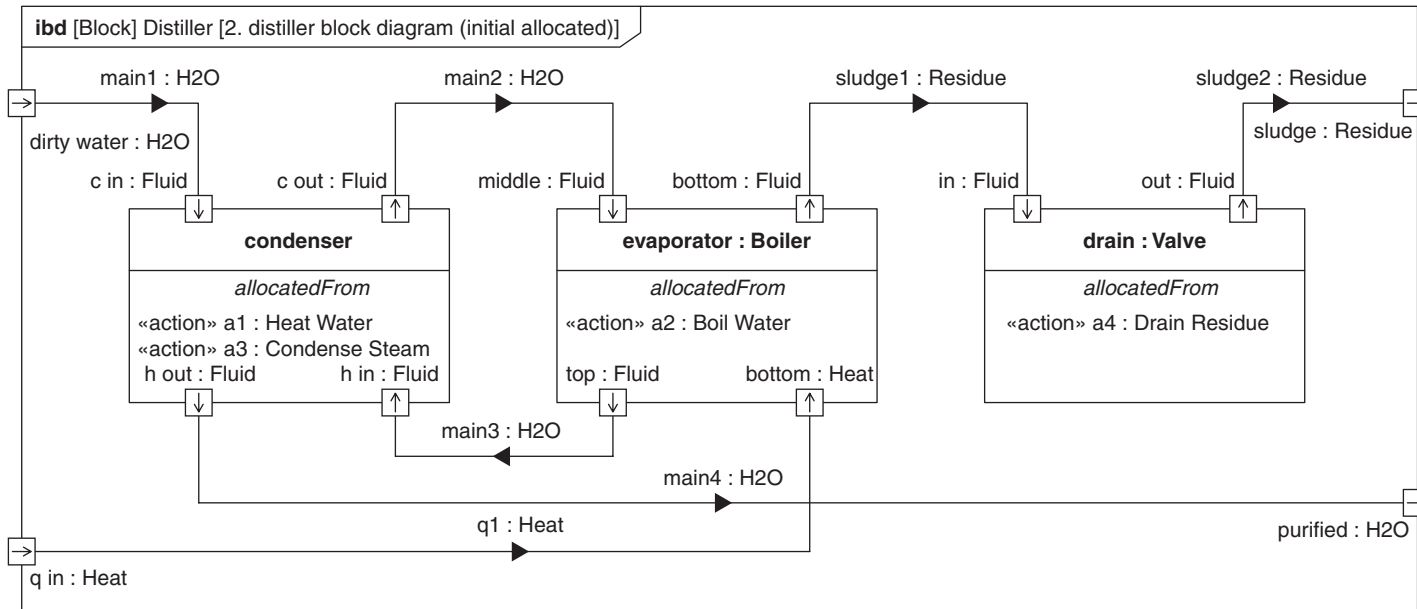 ibd [Block] Distiller [2. distiller block diagram (initial allocated)]
main1 : H2O
main2 : H2O
sludge1 : Residue
sludge2 : Residue
dirty water : H2O
sludge : Residue
c in : Fluid
c out : Fluid
middle : Fluid
bottom : Fluid
in : Fluid
out : Fluid
condenser
allocatedFrom
«action» a1 : Heat Water
«action» a3 : Condense Steam
h out : Fluid
h in : Fluid
evaporator : Boiler
allocatedFrom
«action» a2 : Boil Water
top : Fluid
bottom : Heat
drain : Valve
allocatedFrom
«action» a4 : Drain Residue
main3 : H2O
main4 : H2O
q1 : Heat
purified : H2O
q in : Heat